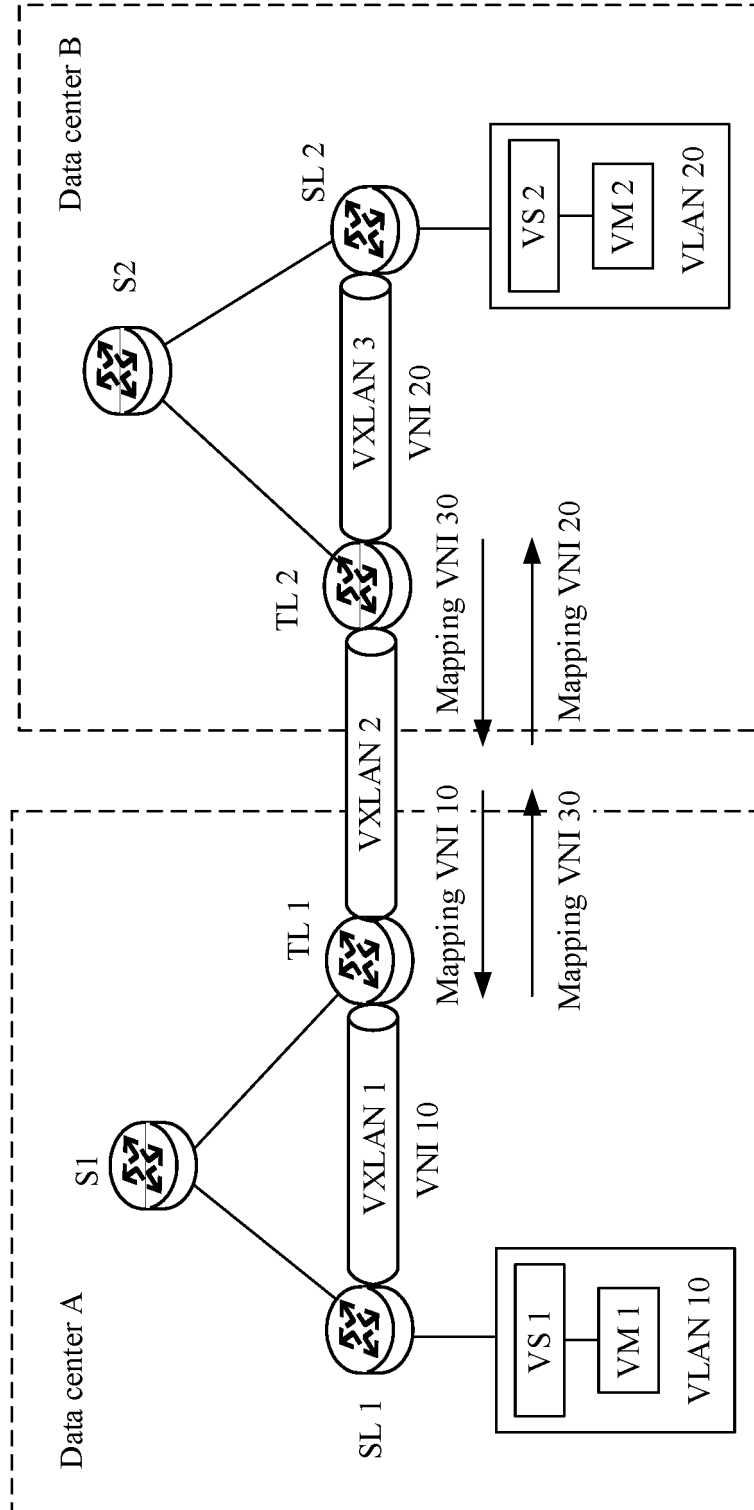 Data center A
Data center B
S1
S2
SL 1
TL 1
TL 2
SL 2
VXLAN 1
VXLAN 2
VXLAN 3
VNI 10
VNI 20
Mapping VNI 10
Mapping VNI 30
Mapping VNI 30
Mapping VNI 20
VS 1
VM 1
VLAN 10
VS 2
VM 2
VLAN 20